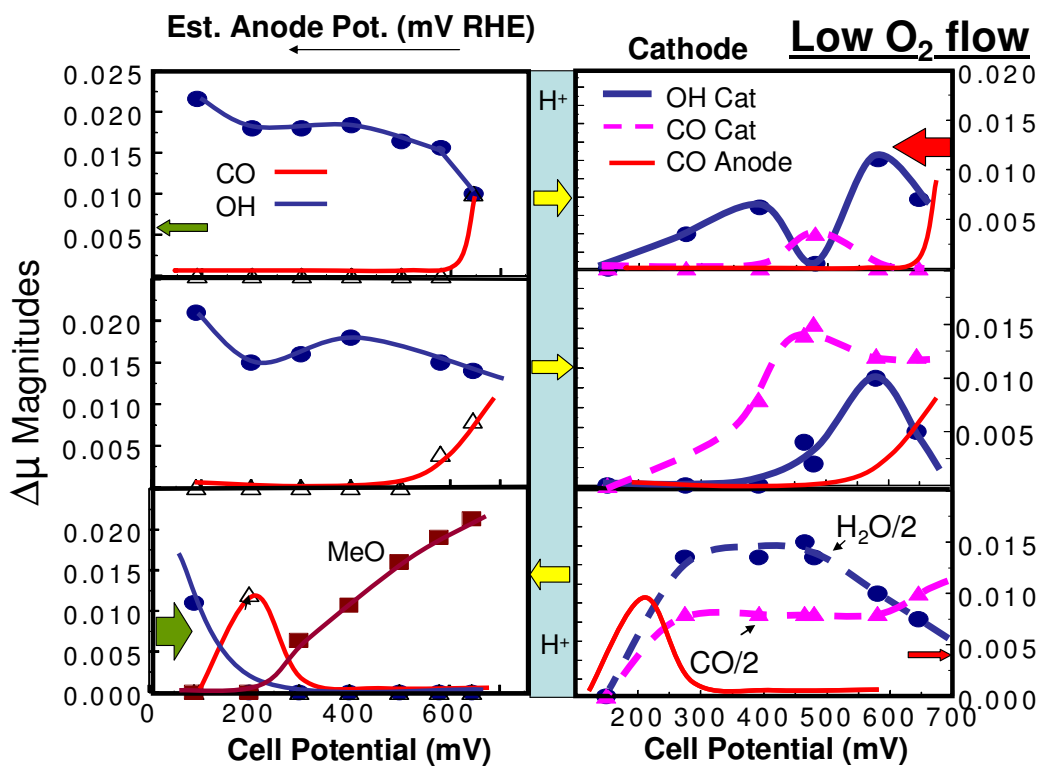 Est. Anode Pot. (mV RHE)
Cathode
Low O₂ flow
Δμ Magnitudes
0.025
0.020
0.015
0.010
0.005
CO
OH
0.020
0.015
0.010
0.005
MeO
0.020
0.015
0.010
0.005
0.000
0 200 400 600
Cell Potential (mV)
H⁺
H⁺
OH Cat
CO Cat
CO Anode
0.020
0.015
0.010
0.005
0.000
0.015
0.010
0.005
H₂O/2
CO/2
0.015
0.010
0.005
0.000
200 300 400 500 600 700
Cell Potential (mV)